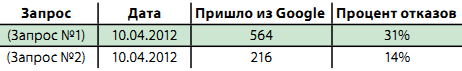 Запрос Дата Пришло из Google Процент отказов
(Запрос №1) 10.04.2012 564 31%
(Запрос №2) 10.04.2012 216 14%